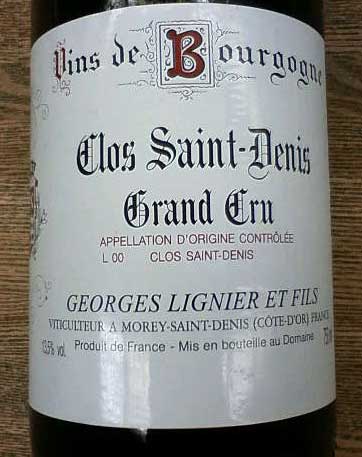 Vins de Bourgogne
Clos Saint-Denis
Grand Cru
APPELLATION D'ORIGINE CONTRÔLÉE
L 00 CLOS SAINT-DENIS
GEORGES LIGNIER ET FILS
VITICULTEUR A MOREY-SAINT-DENIS (CÔTE-D'OR) FRANCE
Produit de France - Mis en bouteille au Domaine
13,5% vol.